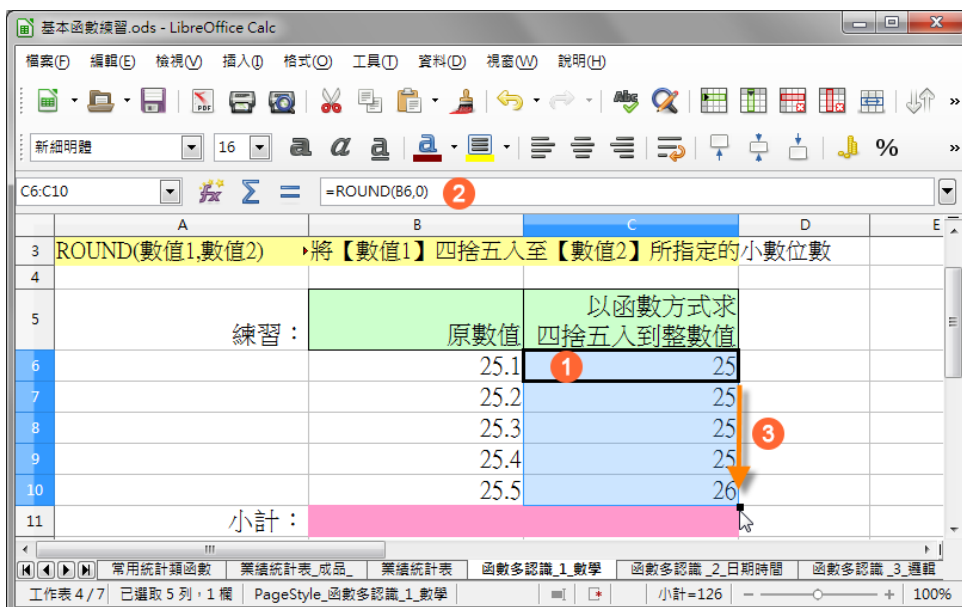 基本函數練習.ods - LibreOffice Calc
檔案(F) 編輯(E) 檢視(V) 插入(I) 格式(O) 工具(T) 資料(D) 視窗(W) 說明(H)
PDF Abc
新細明體 16 a a a a %
C6:C10 fx Σ = =ROUND(B6,0) 2
A B C D E
3 ROUND(數值1,數值2) 將【數值1】四捨五入至【數值2】所指定的小數位數
4
5 練習： 原數值 以函數方式求
四捨五入到整數值
6 25.1 1 25
7 25.2 25
8 25.3 25 3
9 25.4 25
10 25.5 26
11 小計：
常用統計類函數 業績統計表_成品_ 業績統計表 函數多認識_1_數學 函數多認識_2_日期時間 函數多認識_3_邏輯
工作表 4 / 7 已選取 5 列，1 欄 PageStyle_函數多認識_1_數學 小計=126 100%